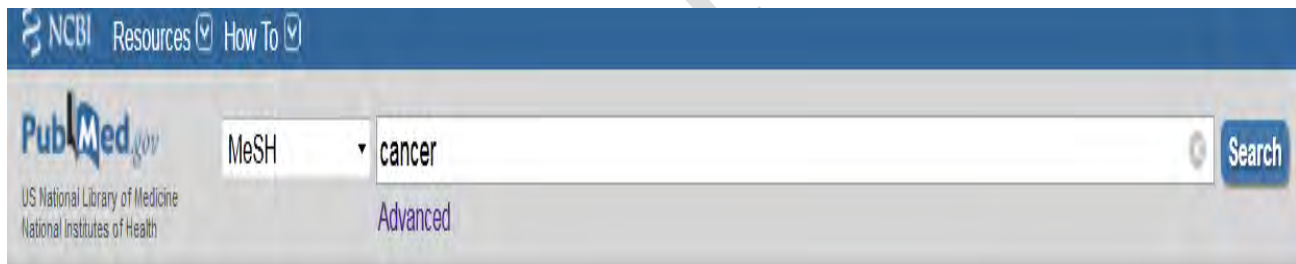 NCBI Resources How To
PubMed.gov
US National Library of Medicine
National Institutes of Health
MeSH
cancer
Search
Advanced